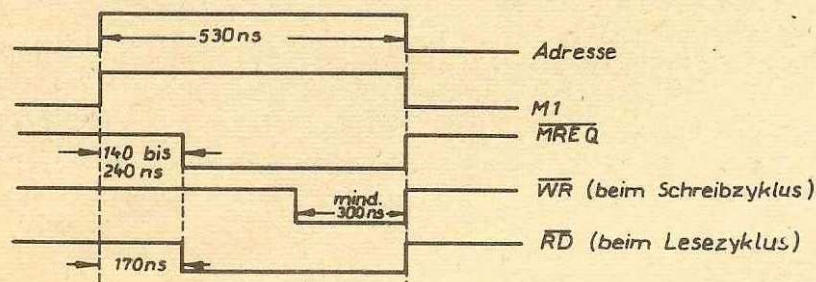 530ns
Adresse
M1
MREQ
140 bis
240 ns
WR (beim Schreibzyklus)
mind.
300ns
RD (beim Lesezyklus)
170ns